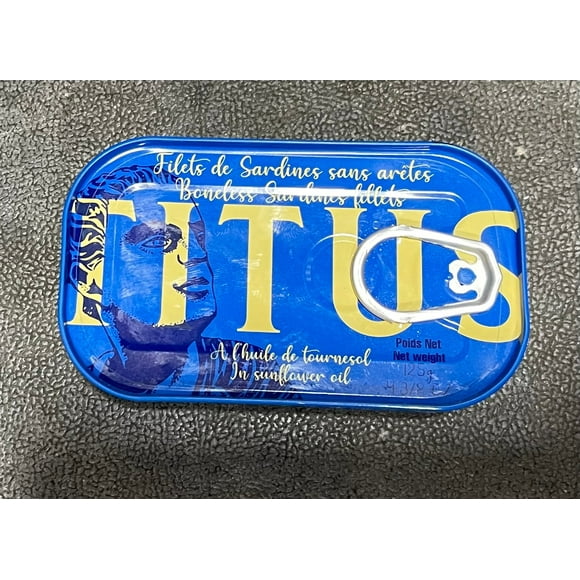 Filets de Sardines sans arêtes
Boneless Sardines fillets
TITUS
A l'huile de tournesol
In sunflower oil
Poids Net
Net weight
125g